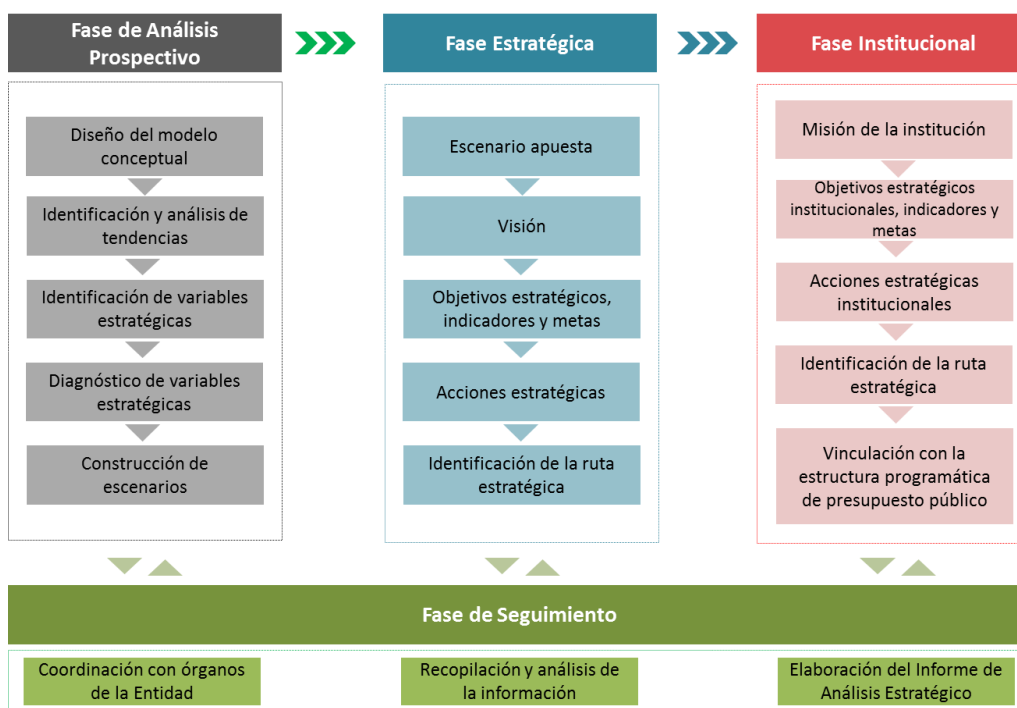 Fase de Análisis
Prospectivo
Fase Estratégica
Fase Institucional
Diseño del modelo
conceptual
Identificación y análisis de
tendencias
Identificación de variables
estratégicas
Diagnóstico de variables
estratégicas
Construcción de
escenarios
Escenario apuesta
Visión
Objetivos estratégicos,
indicadores y metas
Acciones estratégicas
Identificación de la ruta
estratégica
Misión de la institución
Objetivos estratégicos
institucionales, indicadores y
metas
Acciones estratégicas
institucionales
Identificación de la ruta
estratégica
Vinculación con la
estructura programática
de presupuesto público
Fase de Seguimiento
Coordinación con órganos
de la Entidad
Recopilación y análisis de
la información
Elaboración del Informe de
Análisis Estratégico